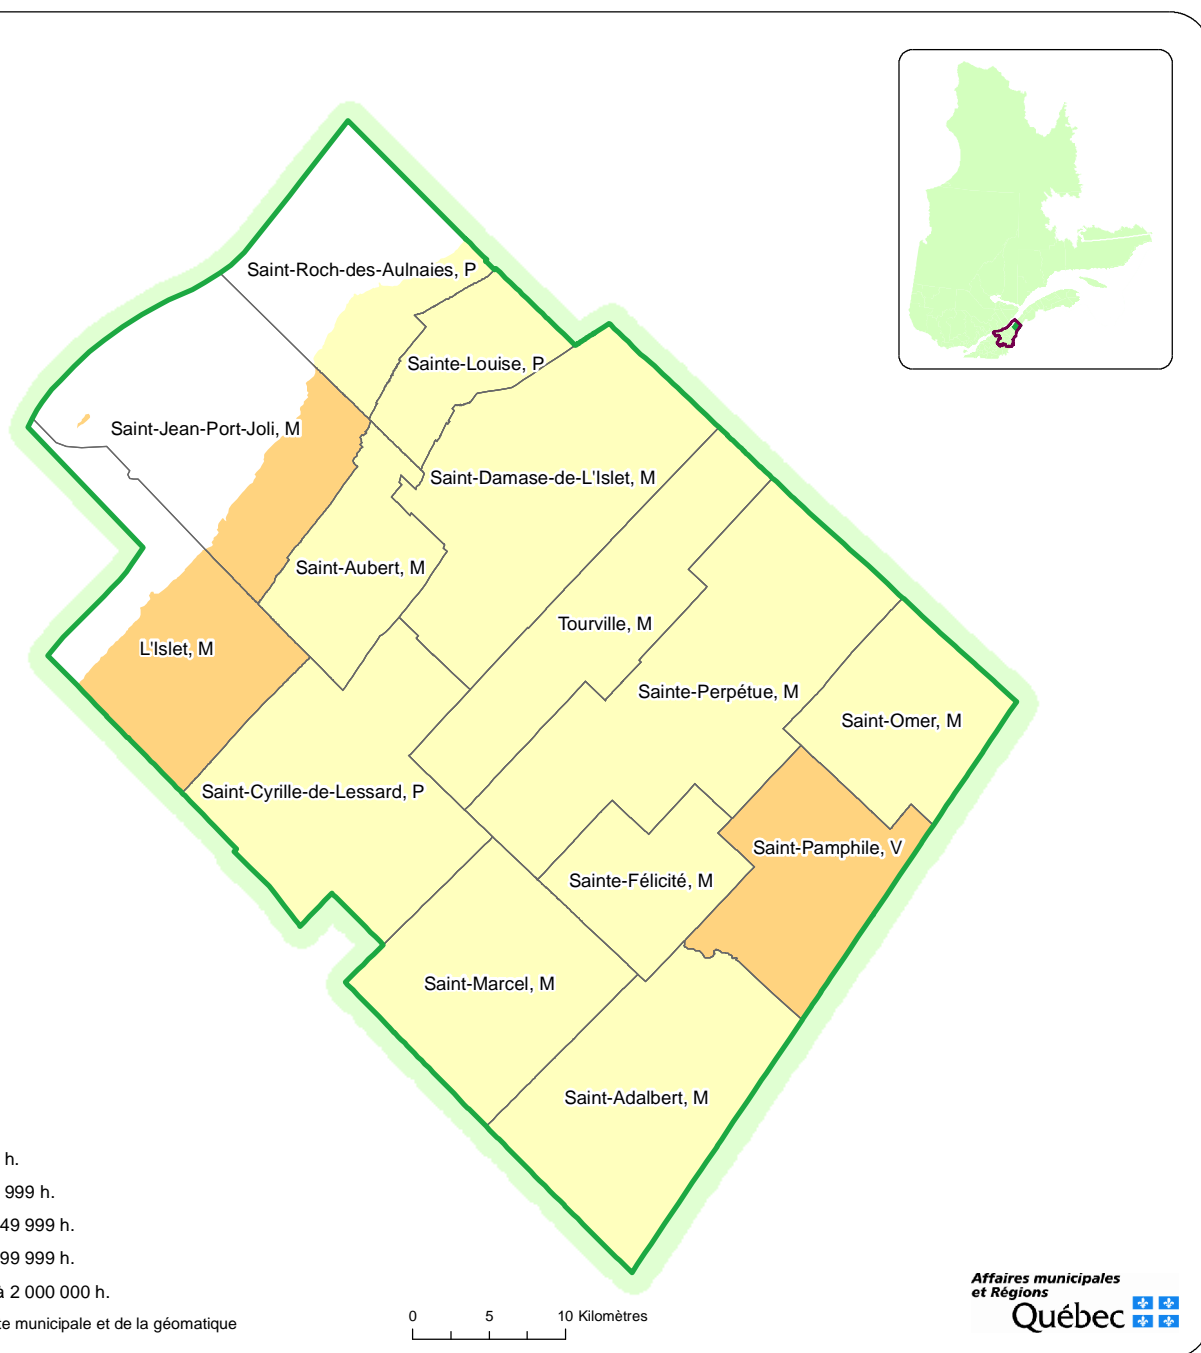 Saint-Roch-des-Aulnaies, P
Sainte-Louise, P
Saint-Jean-Port-Joli, M
Saint-Damase-de-L'Islet, M
Saint-Aubert, M
Tourville, M
L'Islet, M
Sainte-Perpétue, M
Saint-Omer, M
Saint-Cyrille-de-Lessard, P
Saint-Pamphile, V
Sainte-Félicité, M
Saint-Marcel, M
Saint-Adalbert, M
h.
999 h.
49 999 h.
99 999 h.
à 2 000 000 h.
te municipale et de la géomatique
0 5 10 Kilomètres
Affaires municipales
et Régions
Québec